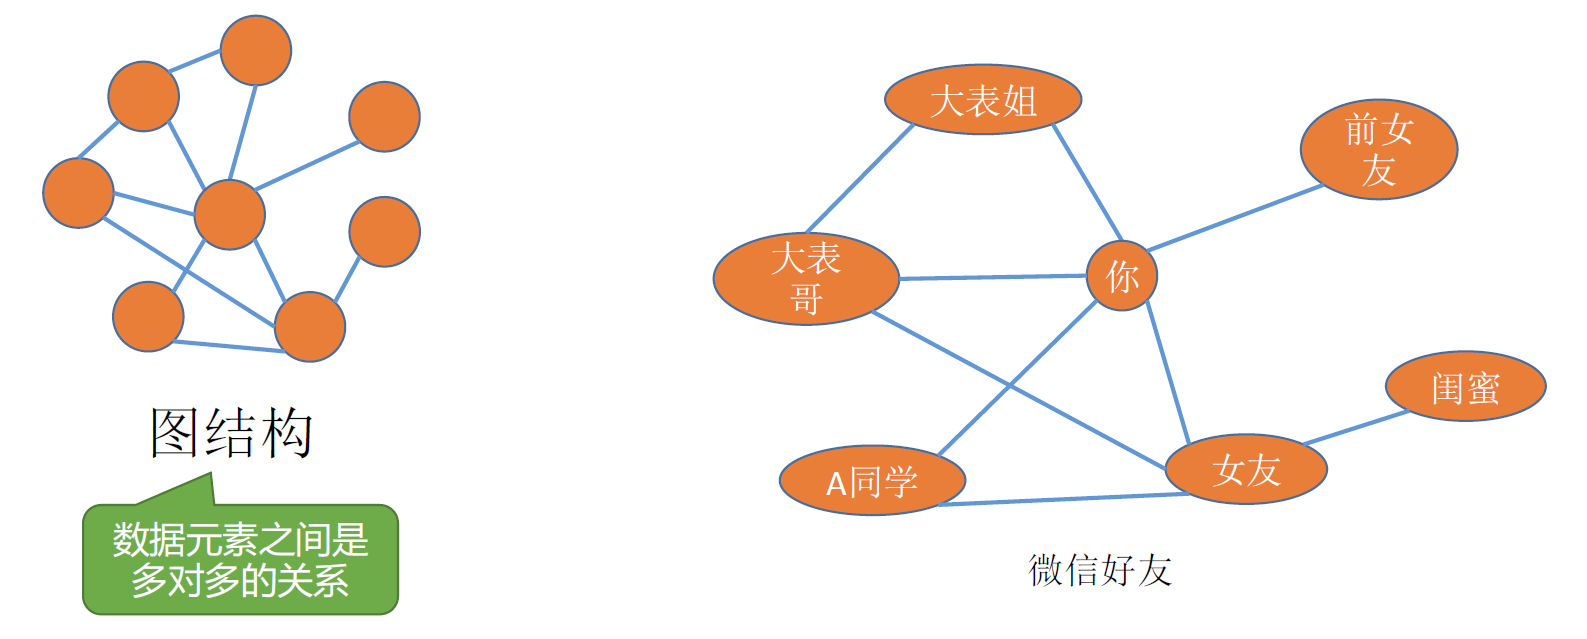 图结构
数据元素之间是
多对多的关系
大表姐
前女
友
大表
哥
你
闺蜜
女友
A同学
微信好友